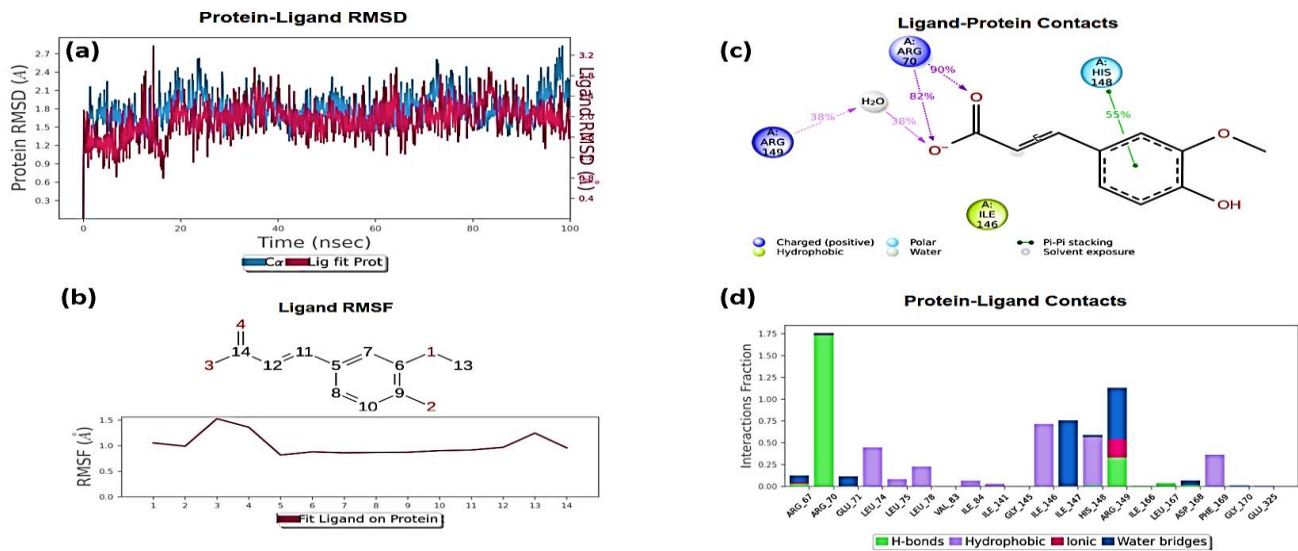 Protein-Ligand RMSD
(a)
Protein RMSD (Å)
2.7
2.4
2.1
1.8
1.5
1.2
0.9
0.6
0.3
3.2
0.8
0.4
Ligand RMSD (Å)
0 20 40 60 80 100
Time (nsec)
Cα Lig fit Prot
(b)
Ligand RMSF
4
14 11 7 1
3 12 5 6 13
8 9
10 2
RMSF (Å)
1.5
1.0
0.5
0.0
1 2 3 4 5 6 7 8 9 10 11 12 13 14
Fit Ligand on Protein
Ligand-Protein Contacts
(c)
A:
ARG
70
90%
82%
A:
HIS
148
55%
H₂O
38%
38%
A:
ARG
149
O
O⁻
O
OH
A:
ILE
146
Charged (positive) Polar Pi-Pi stacking
Hydrophobic Water Solvent exposure
(d)
Protein-Ligand Contacts
Interactions Fraction
1.75
1.50
1.25
1.00
0.75
0.50
0.25
0.00
ARG_67 ARG_70 GLU_71 LEU_74 LEU_75 LEU_78 VAL_83 ILE_84 ILE_141 GLY_145 ILE_146 ILE_147 HIS_148 ARG_149 ILE_166 LEU_167 ASP_168 PHE_169 GLY_170 GLU_325
H-bonds Hydrophobic Ionic Water bridges